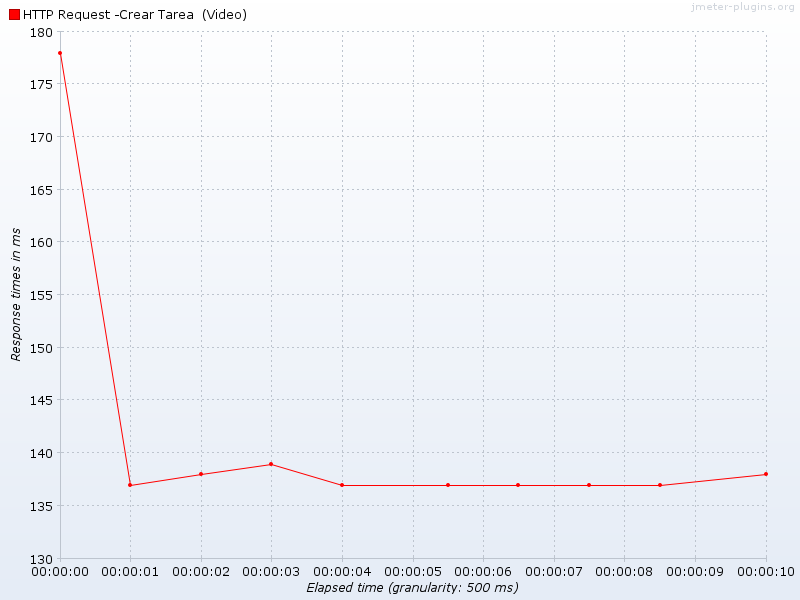 jmeter-plugins.org
HTTP Request -Crear Tarea  (Video)
180
175
170
165
160
155
150
145
140
135
130
Response times in ms
00:00:00 00:00:01 00:00:02 00:00:03 00:00:04 00:00:05 00:00:06 00:00:07 00:00:08 00:00:09 00:00:10
Elapsed time (granularity: 500 ms)